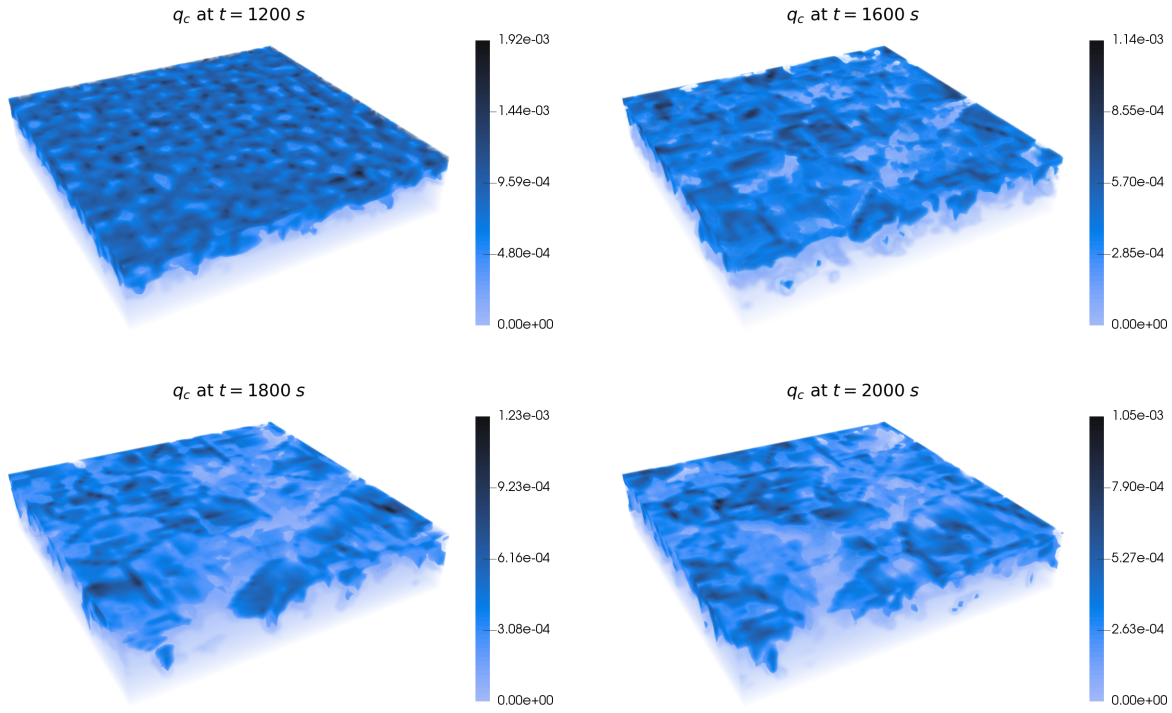 q_c at t = 1200 s
1.92e-03
1.44e-03
9.59e-04
4.80e-04
0.00e+00
q_c at t = 1600 s
1.14e-03
8.55e-04
5.70e-04
2.85e-04
0.00e+00
q_c at t = 1800 s
1.23e-03
9.23e-04
6.16e-04
3.08e-04
0.00e+00
q_c at t = 2000 s
1.05e-03
7.90e-04
5.27e-04
2.63e-04
0.00e+00